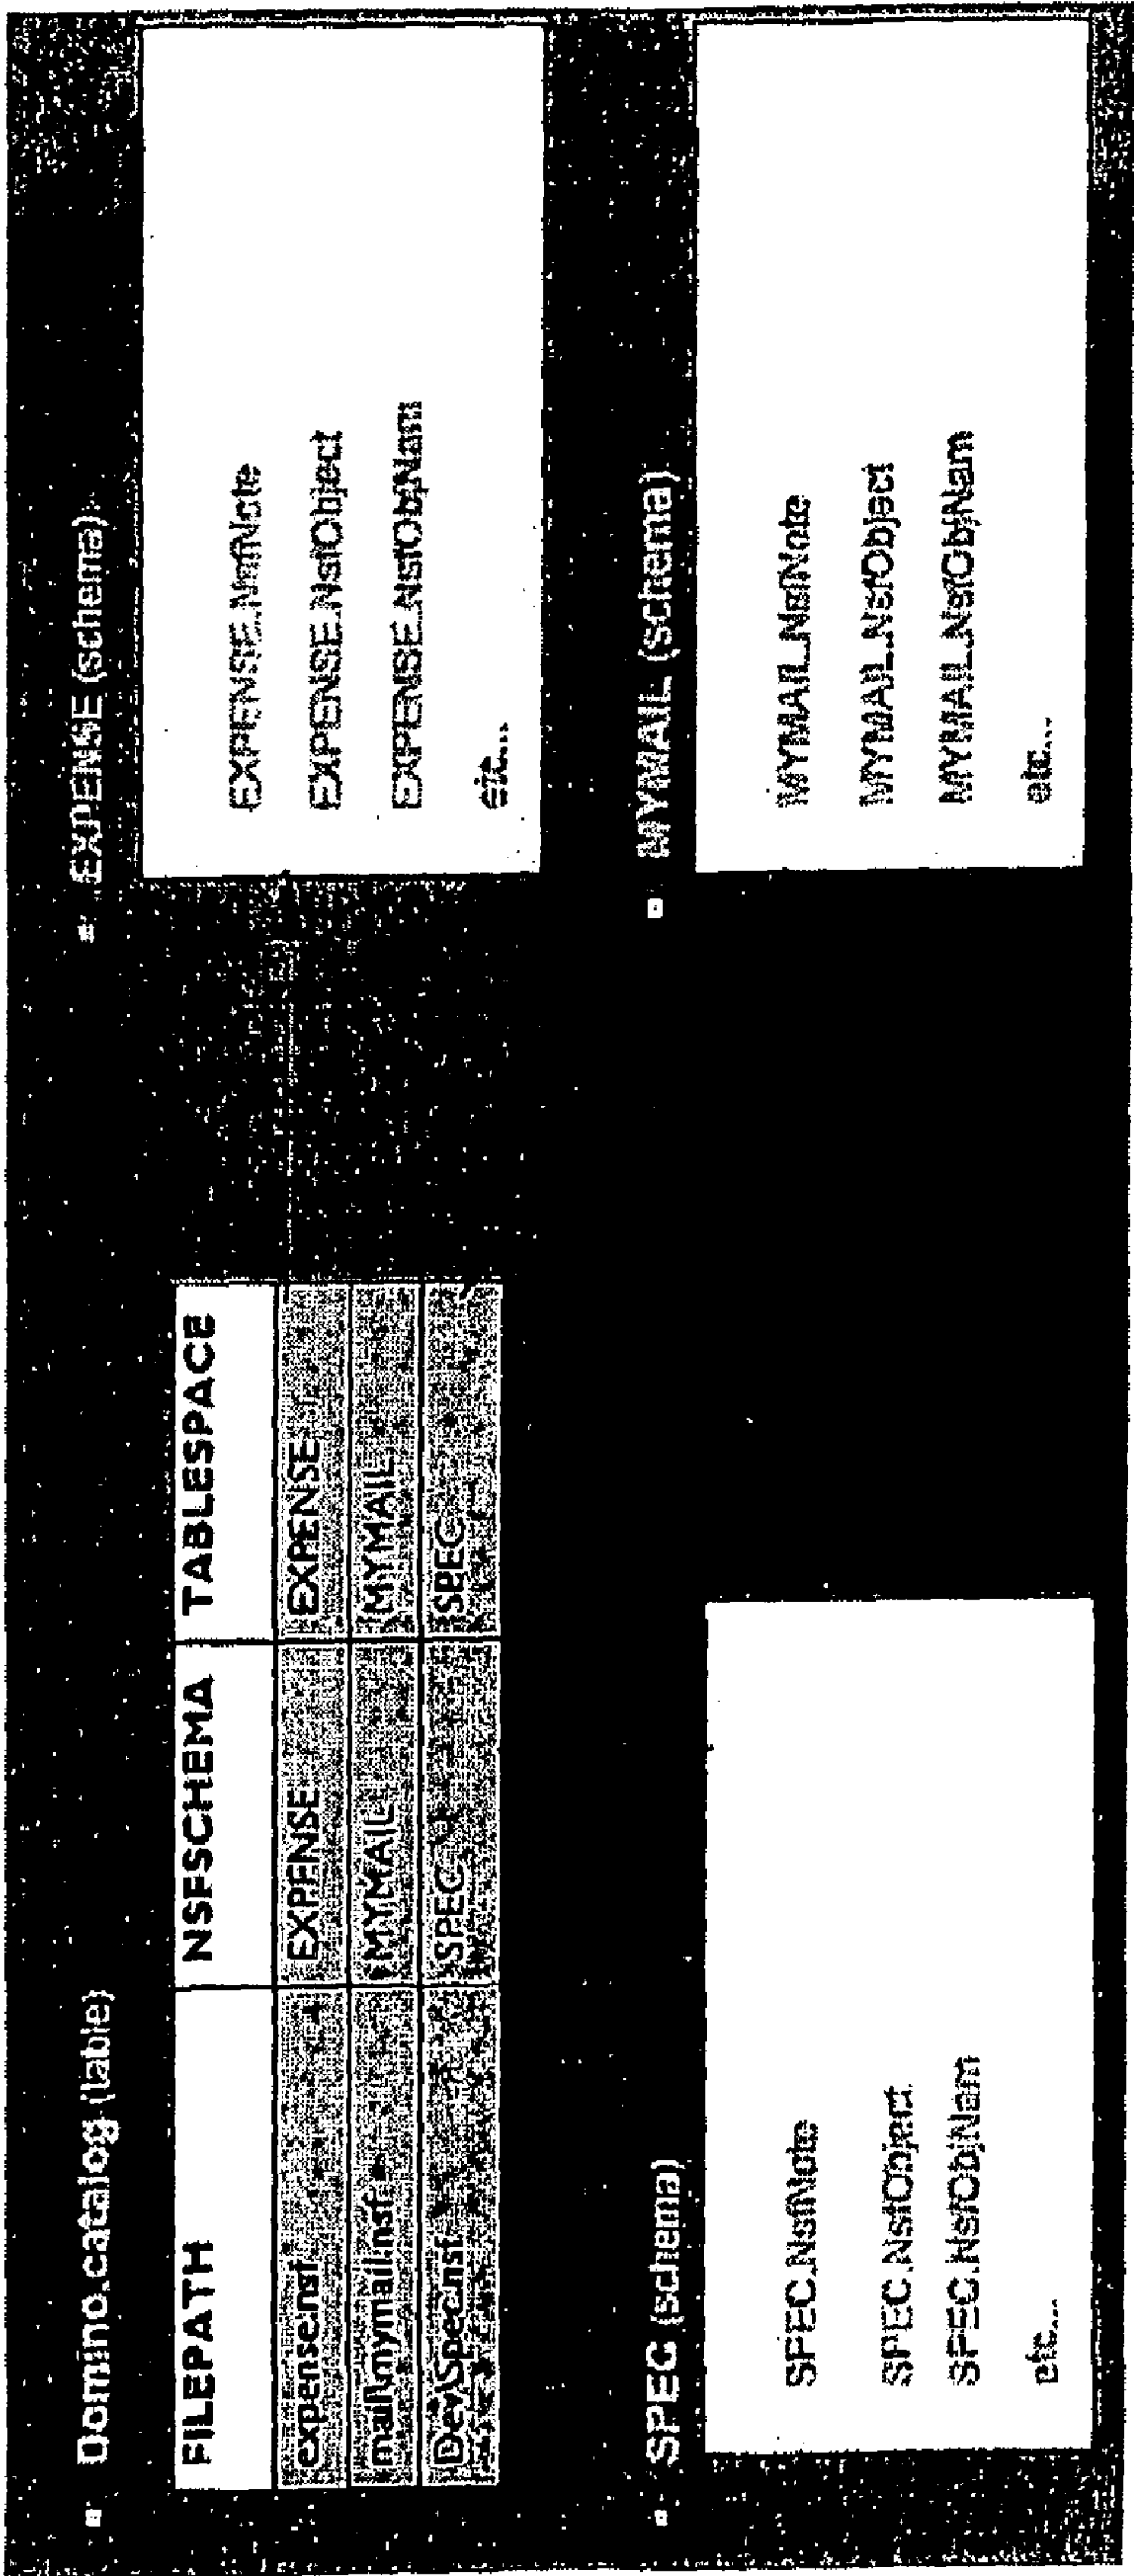 Domino.catalog (table)
FILEPATH NSFSCHEMA TABLESPACE
expense.nsf EXPENSE EXPENSE
mail\mymail.nsf MYMAIL MYMAIL
Dev\Spec.nsf SPEC SPEC
EXPENSE (schema)
EXPENSE.NsfNote
EXPENSE.NsfObject
EXPENSE.NsfObjNam
etc...
SPEC (schema)
SPEC.NsfNote
SPEC.NsfObject
SPEC.NsfObjNam
etc...
MYMAIL (schema)
MYMAIL.NsfNote
MYMAIL.NsfObject
MYMAIL.NsfObjNam
etc...